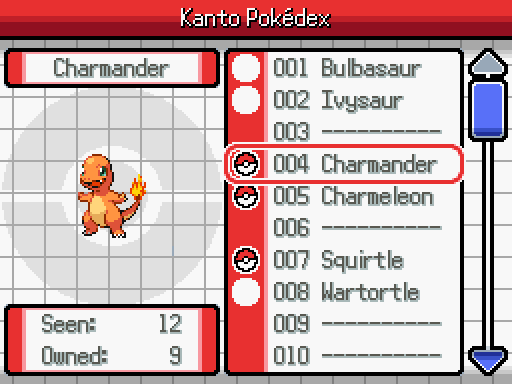 Kanto Pokédex
Charmander
001 Bulbasaur
002 Ivysaur
003 ----------
004 Charmander
005 Charmeleon
006 ----------
007 Squirtle
008 Wartortle
009 ----------
010 ----------
Seen: 12
Owned: 9